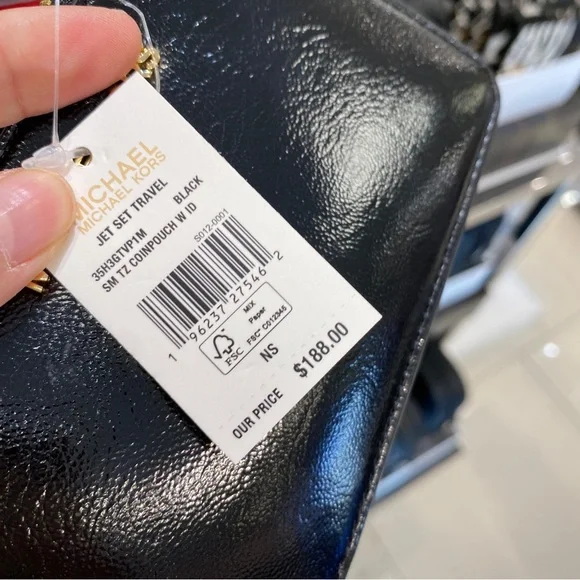 MICHAEL
MICHAEL KORS
JET SET TRAVEL
35H3GTVP1M BLACK
SM TZ COINPOUCH W ID
S012-0001
1 96237 27546 2
FSC
MIX
Paper
FSC® C012345
NS
OUR PRICE $188.00